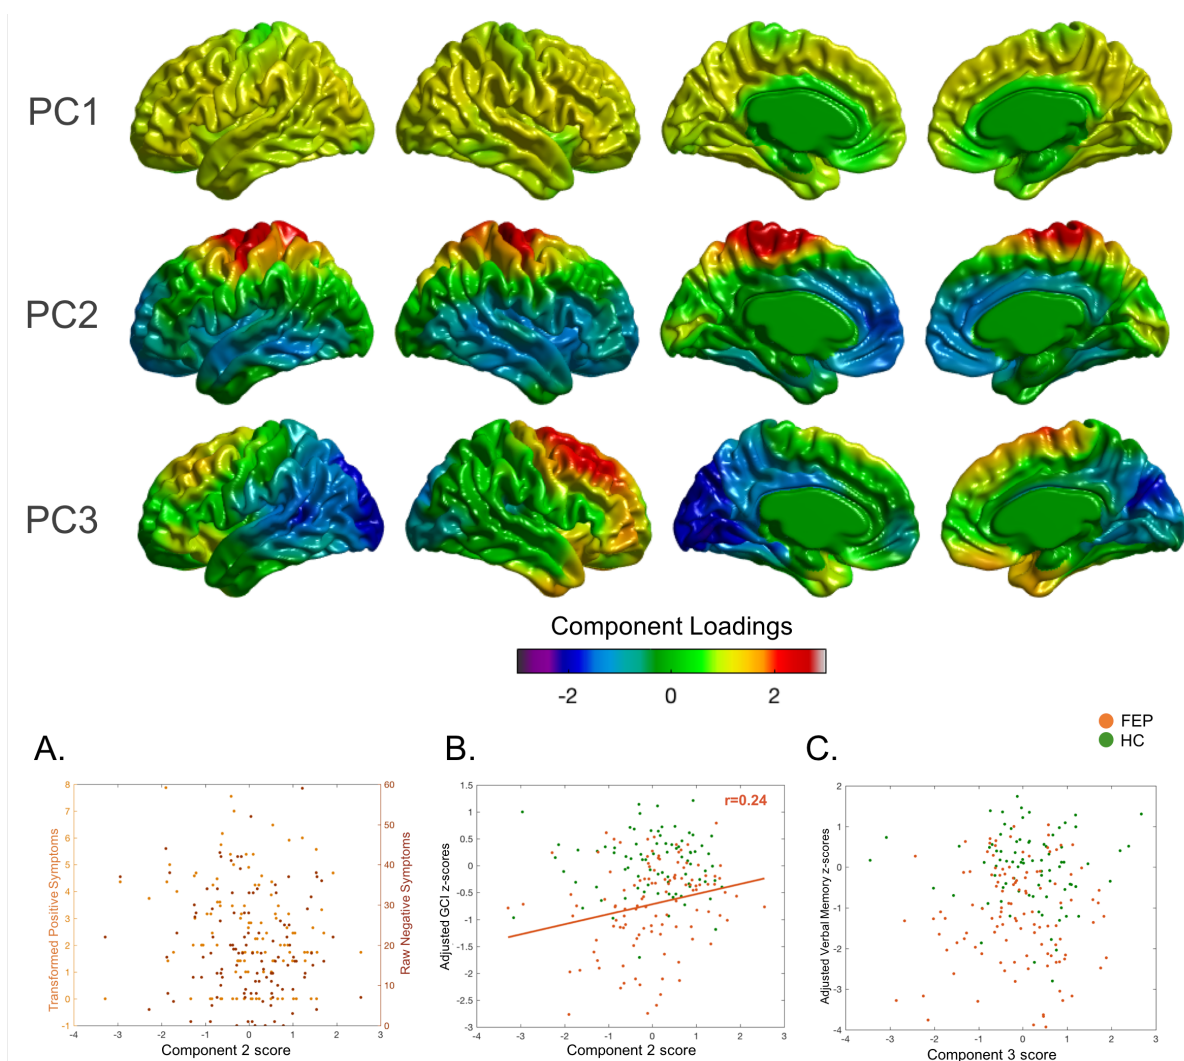 PC1
PC2
PC3
Component Loadings
-2 0 2
FEP
HC
A.
B.
C.
8
7
6
5
4
3
2
1
0
-1
60
50
40
30
20
10
0
Transformed Positive Symptoms
Raw Negative Symptoms
-4 -3 -2 -1 0 1 2 3
Component 2 score
r=0.24
1.5
1
0.5
0
-0.5
-1
-1.5
-2
-2.5
-3
Adjusted GCI z-scores
-4 -3 -2 -1 0 1 2 3
Component 2 score
2
1
0
-1
-2
-3
-4
Adjusted Verbal Memory z-scores
-4 -3 -2 -1 0 1 2 3
Component 3 score